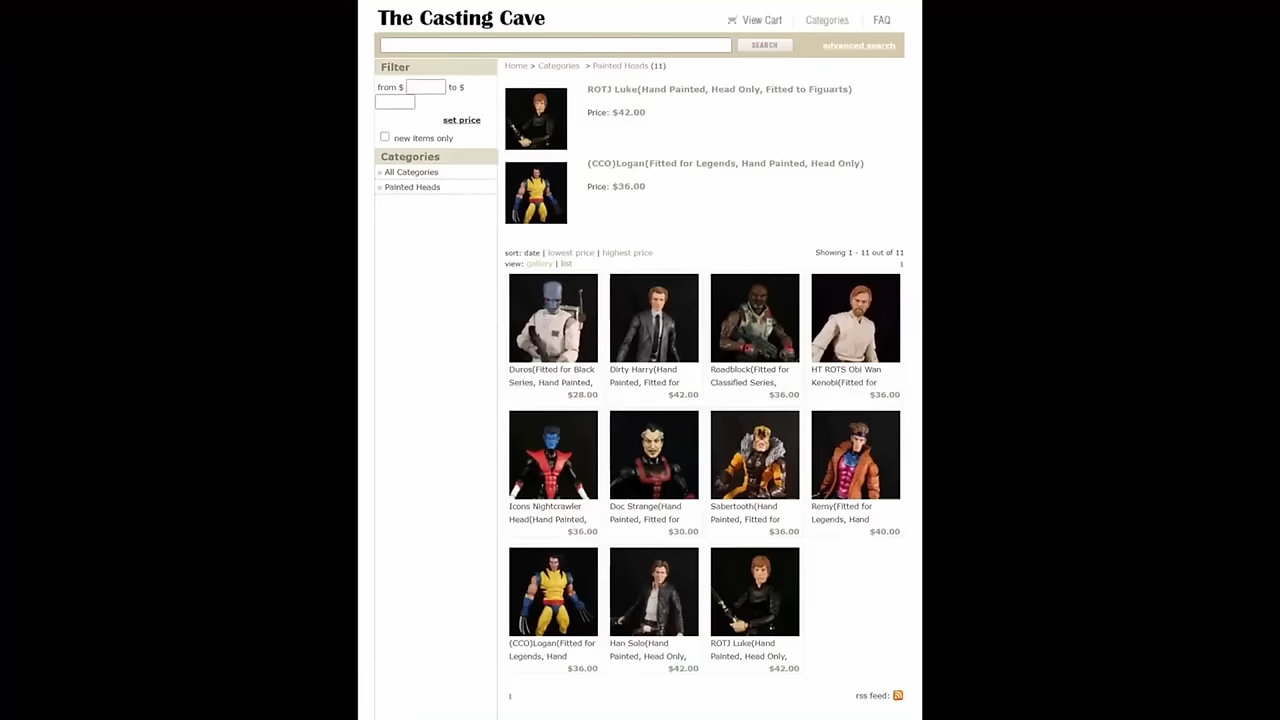 The Casting Cave
View Cart
Categories
FAQ
SEARCH
advanced search
Filter
from $ to $
set price
new items only
Categories
All Categories
Painted Heads
Home > Categories > Painted Heads (11)
ROTJ Luke(Hand Painted, Head Only, Fitted to Figuarts)
Price: $42.00
(CCO)Logan(Fitted for Legends, Hand Painted, Head Only)
Price: $36.00
sort: date | lowest price | highest price
Showing 1 - 11 out of 11
view: gallery | list
1
Duros(Fitted for Black
Series, Hand Painted,
$28.00
Dirty Harry(Hand
Painted, Fitted for
$42.00
Roadblock(Fitted for
Classified Series,
$36.00
HT ROTS Obi Wan
Kenobi(Fitted for
$36.00
Icons Nightcrawler
Head(Hand Painted,
$36.00
Doc Strange(Hand
Painted, Fitted for
$30.00
Sabertooth(Hand
Painted, Fitted for
$36.00
Remy(Fitted for
Legends, Hand
$40.00
(CCO)Logan(Fitted for
Legends, Hand
$36.00
Han Solo(Hand
Painted, Head Only,
$42.00
ROTJ Luke(Hand
Painted, Head Only,
$42.00
1
rss feed: